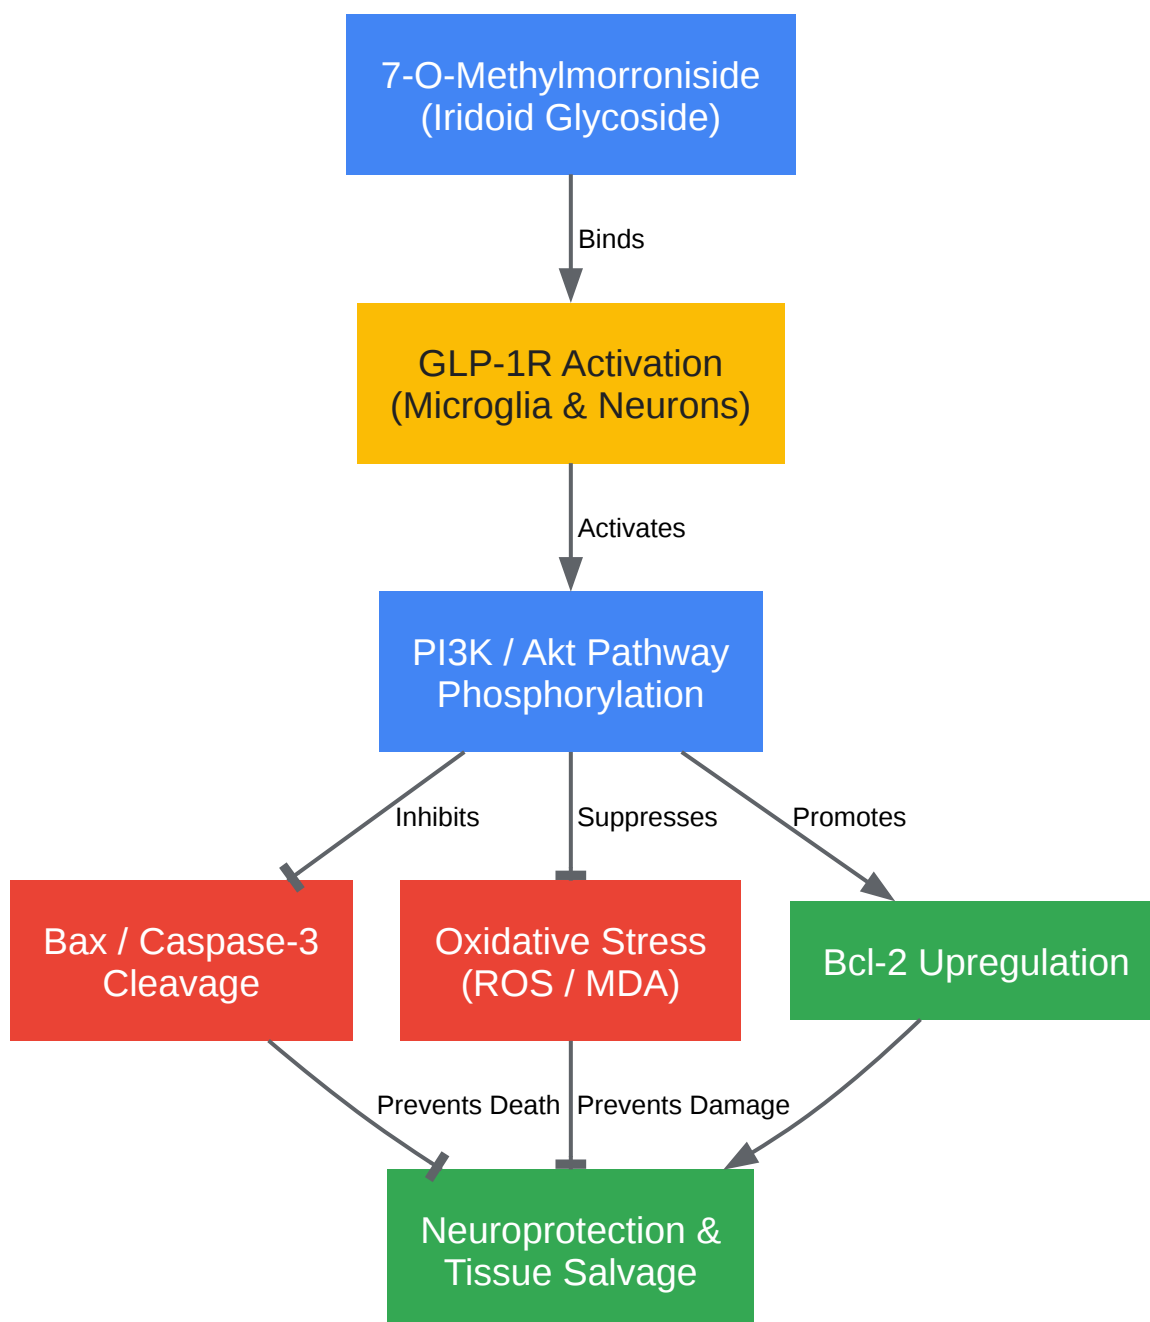 7-O-Methylmorroniside
(Iridoid Glycoside)
Binds
GLP-1R Activation
(Microglia & Neurons)
Activates
PI3K / Akt Pathway
Phosphorylation
Inhibits
Suppresses
Promotes
Bax / Caspase-3
Cleavage
Oxidative Stress
(ROS / MDA)
Bcl-2 Upregulation
Prevents Death
Prevents Damage
Neuroprotection &
Tissue Salvage